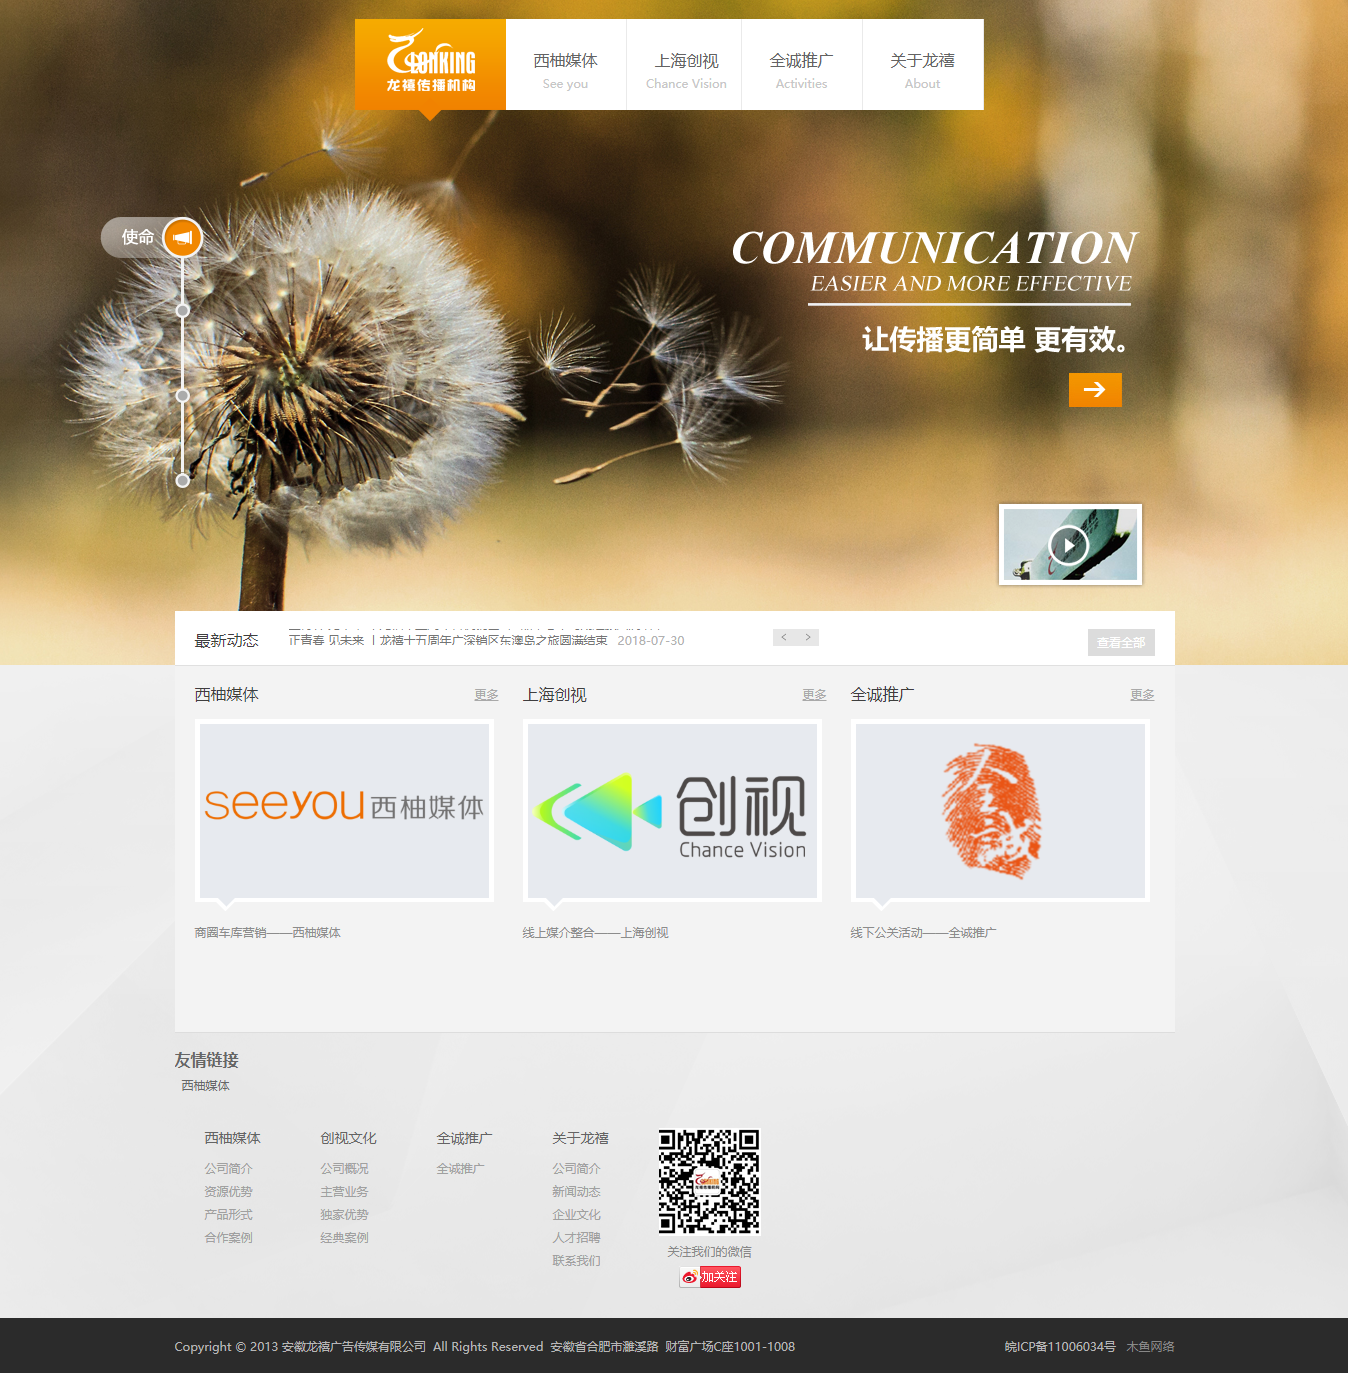 LONKING
龙禧传播机构
西柚媒体
See you
上海创视
Chance Vision
全诚推广
Activities
关于龙禧
About
使命
COMMUNICATION
EASIER AND MORE EFFECTIVE
让传播更简单 更有效。
最新动态
正青春 见未来 丨龙禧十五周年广深销区东澳岛之旅圆满结束 2018-07-30
< >
查看全部
西柚媒体 更多
上海创视 更多
全诚推广 更多
seeyou 西柚媒体
创视
Chance Vision
全诚
商圈车库营销——西柚媒体
线上媒介整合——上海创视
线下公关活动——全诚推广
友情链接
西柚媒体
西柚媒体
公司简介
资源优势
产品形式
合作案例
创视文化
公司概况
主营业务
独家优势
经典案例
全诚推广
全诚推广
关于龙禧
公司简介
新闻动态
企业文化
人才招聘
联系我们
关注我们的微信
加关注
Copyright © 2013 安徽龙禧广告传媒有限公司 All Rights Reserved 安徽省合肥市濉溪路 财富广场C座1001-1008
皖ICP备11006034号 木鱼网络